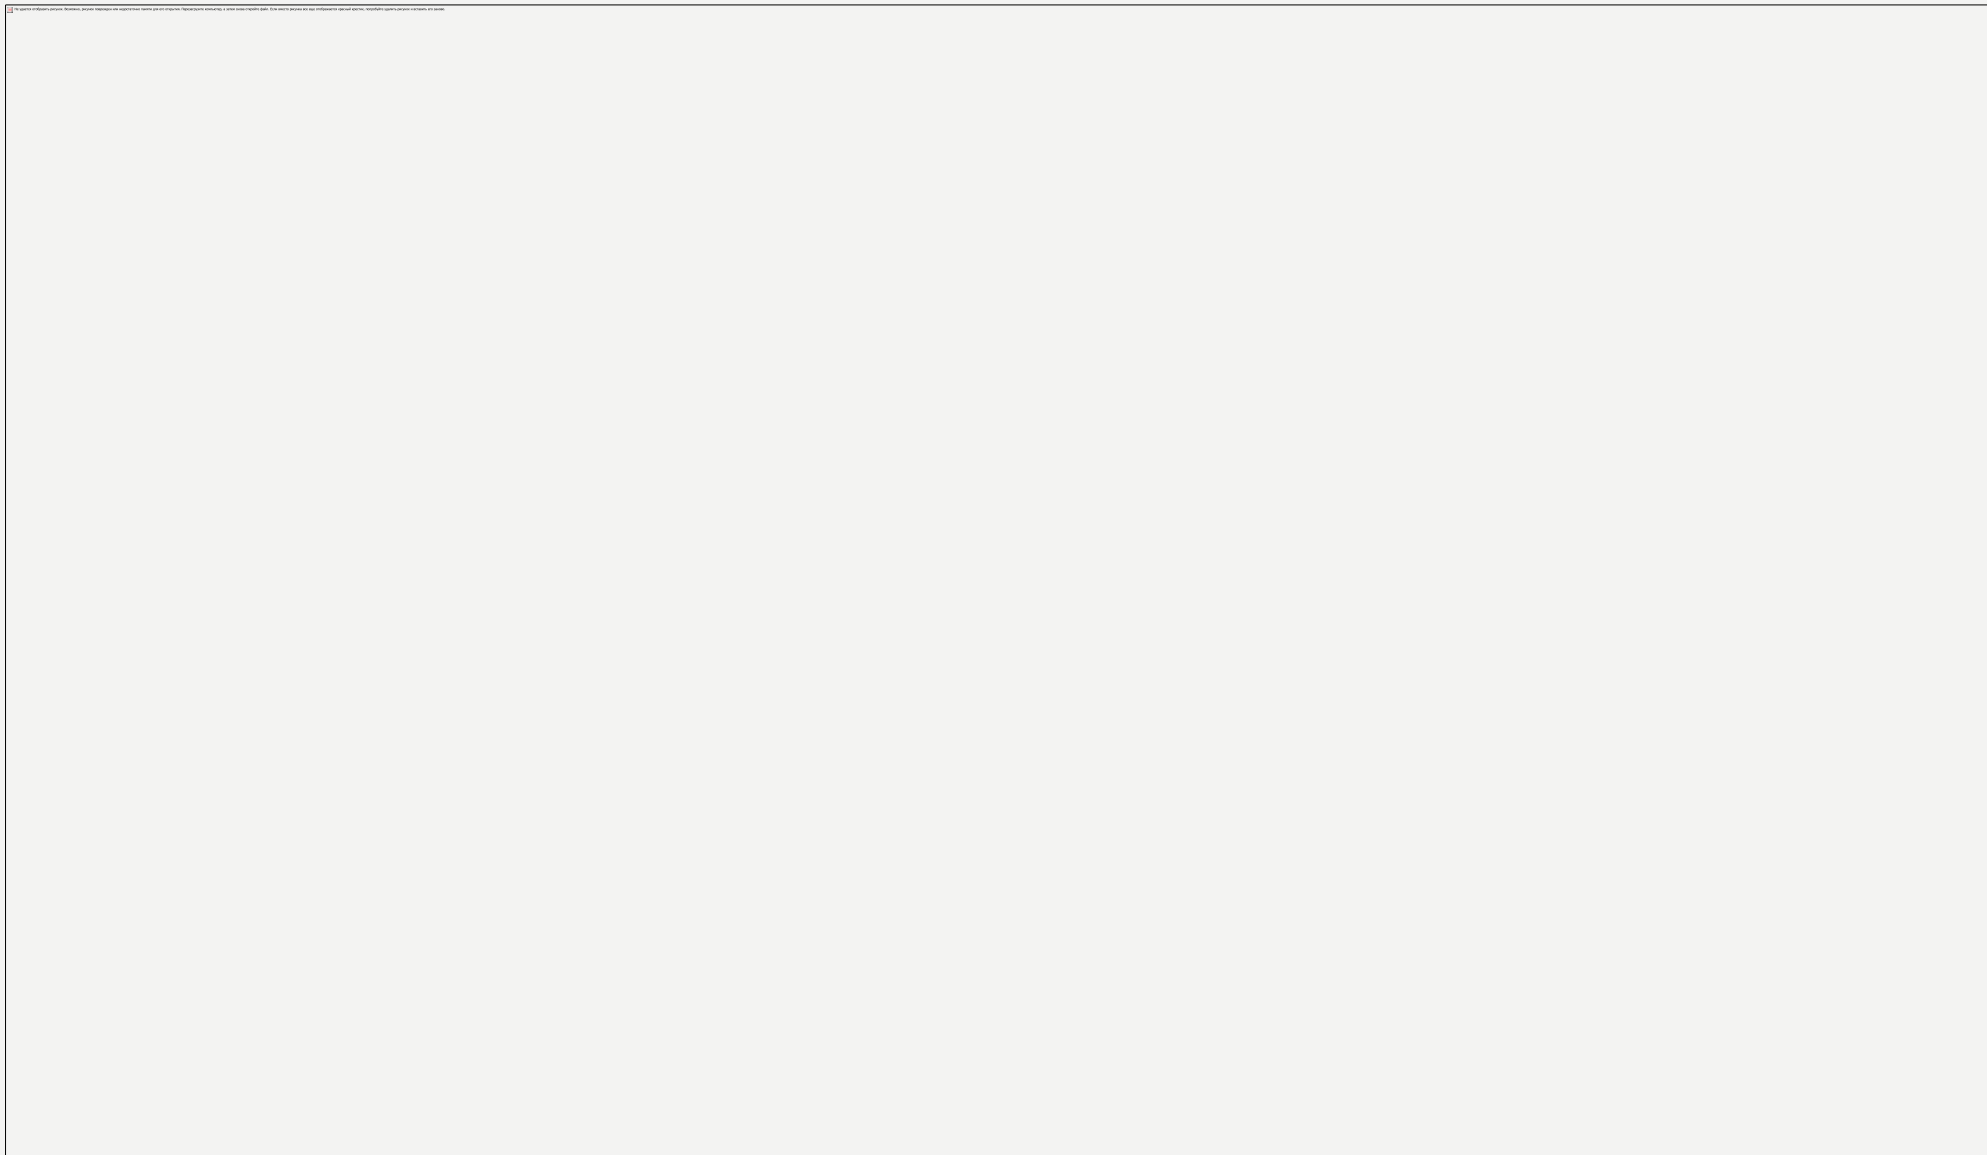 Не удается отобразить рисунок. Возможно, рисунок поврежден или недостаточно памяти для его открытия. Перезагрузите компьютер, а затем снова откройте файл. Если вместо рисунка все еще отображается красный крестик, попробуйте удалить рисунок и вставить его заново.